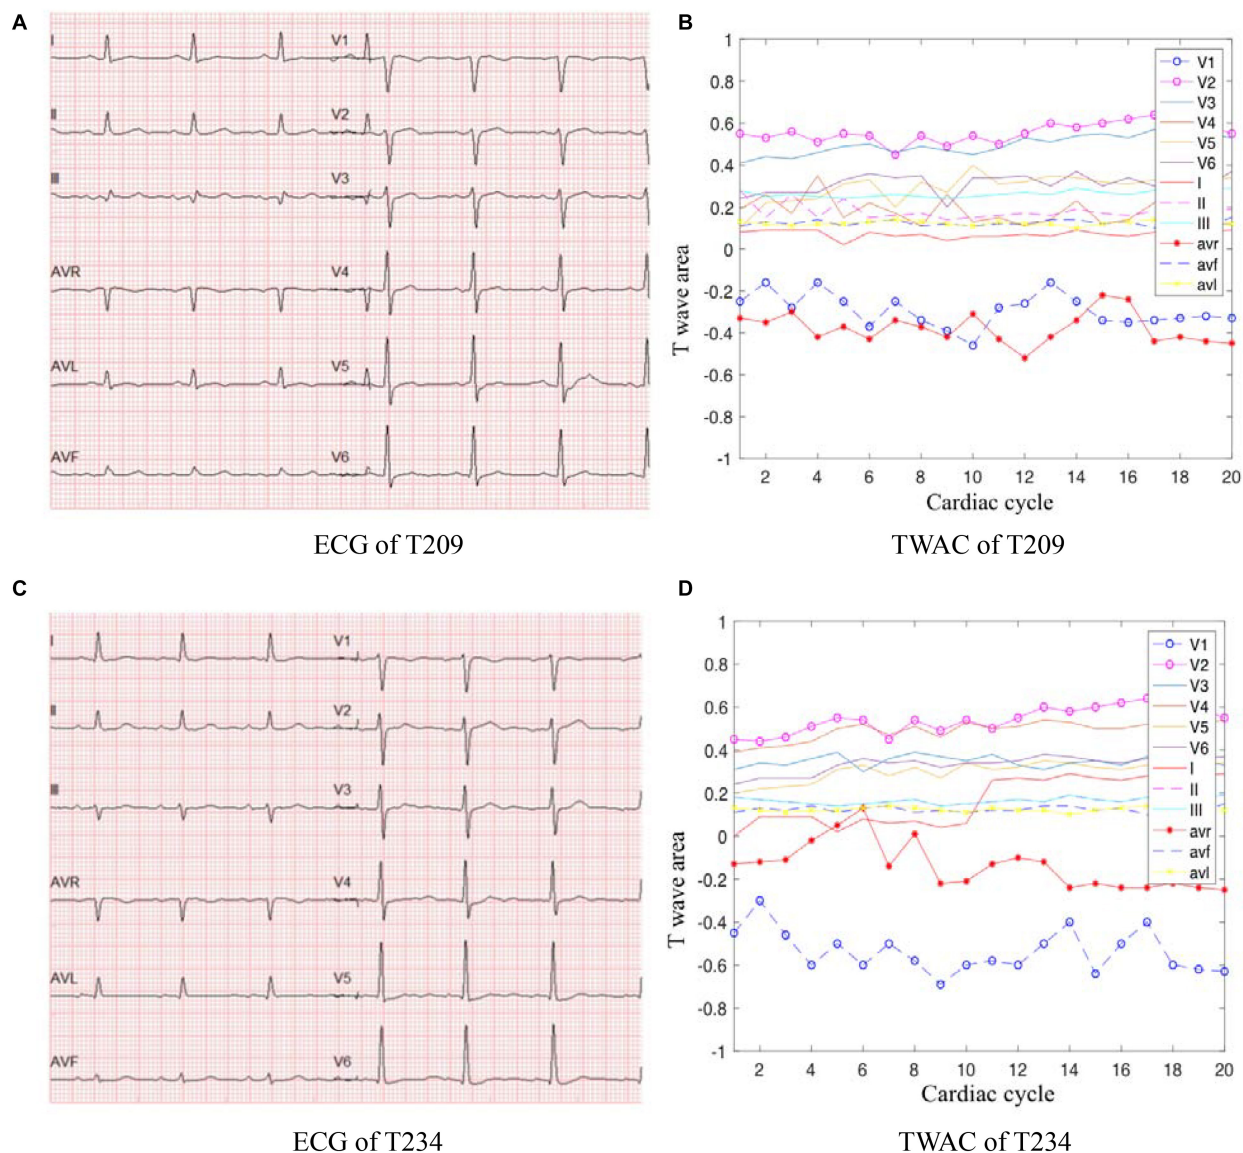 A
I
V1
II
V2
III
V3
AVR
V4
AVL
V5
AVF
V6
ECG of T209
B
1
0.8
0.6
0.4
0.2
0
-0.2
-0.4
-0.6
-0.8
-1
T wave area
2 4 6 8 10 12 14 16 18 20
Cardiac cycle
V1
V2
V3
V4
V5
V6
I
II
III
avr
avf
avl
TWAC of T209
C
I
V1
II
V2
III
V3
AVR
V4
AVL
V5
AVF
V6
ECG of T234
D
1
0.8
0.6
0.4
0.2
0
-0.2
-0.4
-0.6
-0.8
-1
T wave area
2 4 6 8 10 12 14 16 18 20
Cardiac cycle
V1
V2
V3
V4
V5
V6
I
II
III
avr
avf
avl
TWAC of T234